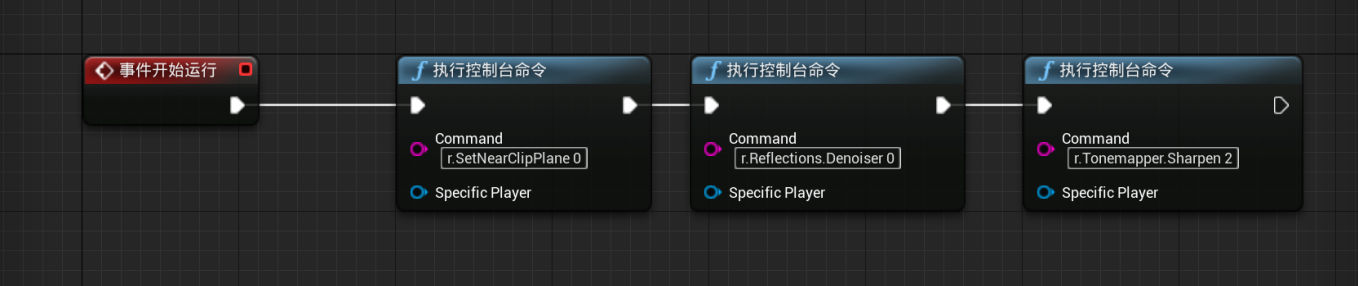 事件开始运行
执行控制台命令
Command
r.SetNearClipPlane 0
Specific Player
执行控制台命令
Command
r.Reflections.Denoiser 0
Specific Player
执行控制台命令
Command
r.Tonemapper.Sharpen 2
Specific Player